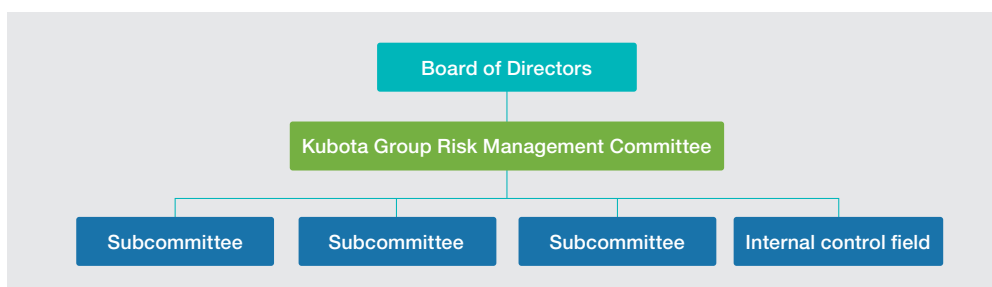 Board of Directors
Kubota Group Risk Management Committee
Subcommittee
Subcommittee
Subcommittee
Internal control field